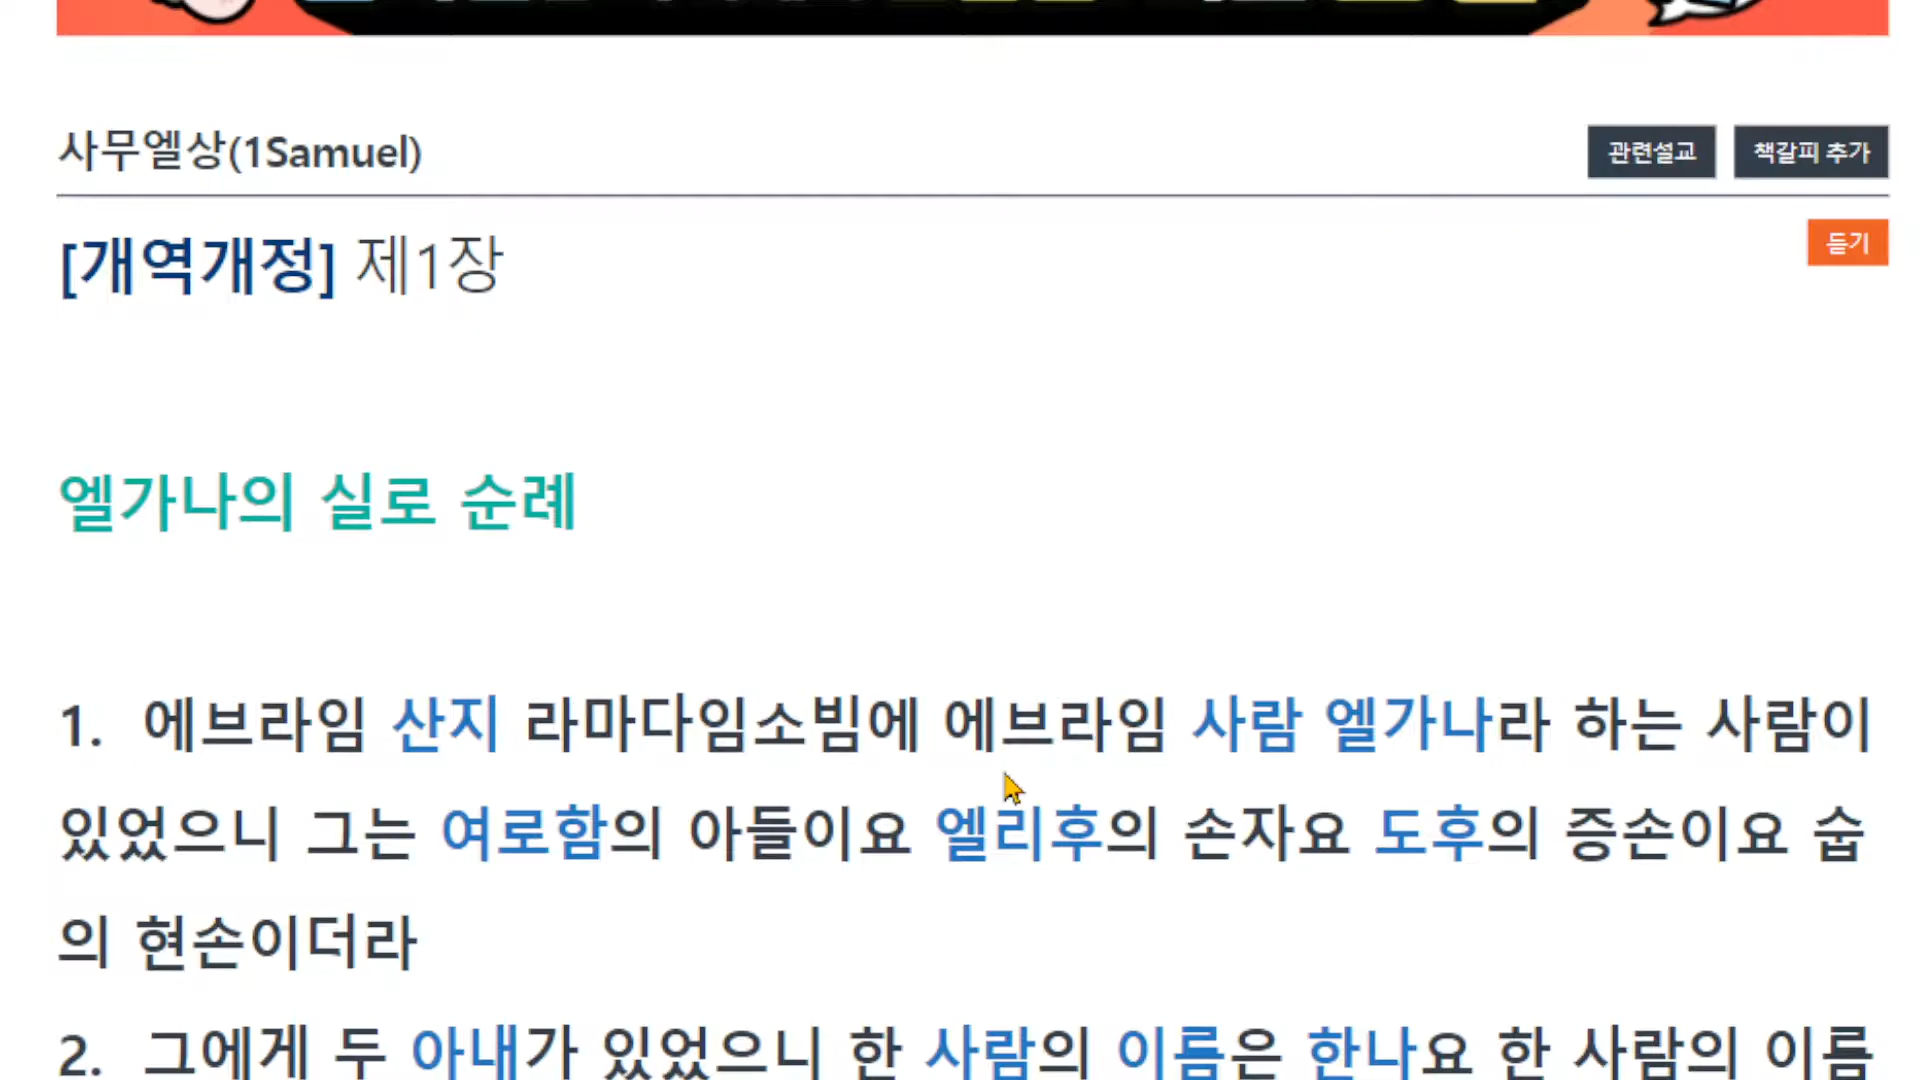 사무엘상(1Samuel)
관련설교
책갈피 추가
[개역개정] 제1장
듣기
엘가나의 실로 순례
1. 에브라임 산지 라마다임소빔에 에브라임 사람 엘가나라 하는 사람이
있었으니 그는 여로함의 아들이요 엘리후의 손자요 도후의 증손이요 숩
의 현손이더라
2. 그에게 두 아내가 있었으니 한 사람의 이름은 한나요 한 사람의 이름